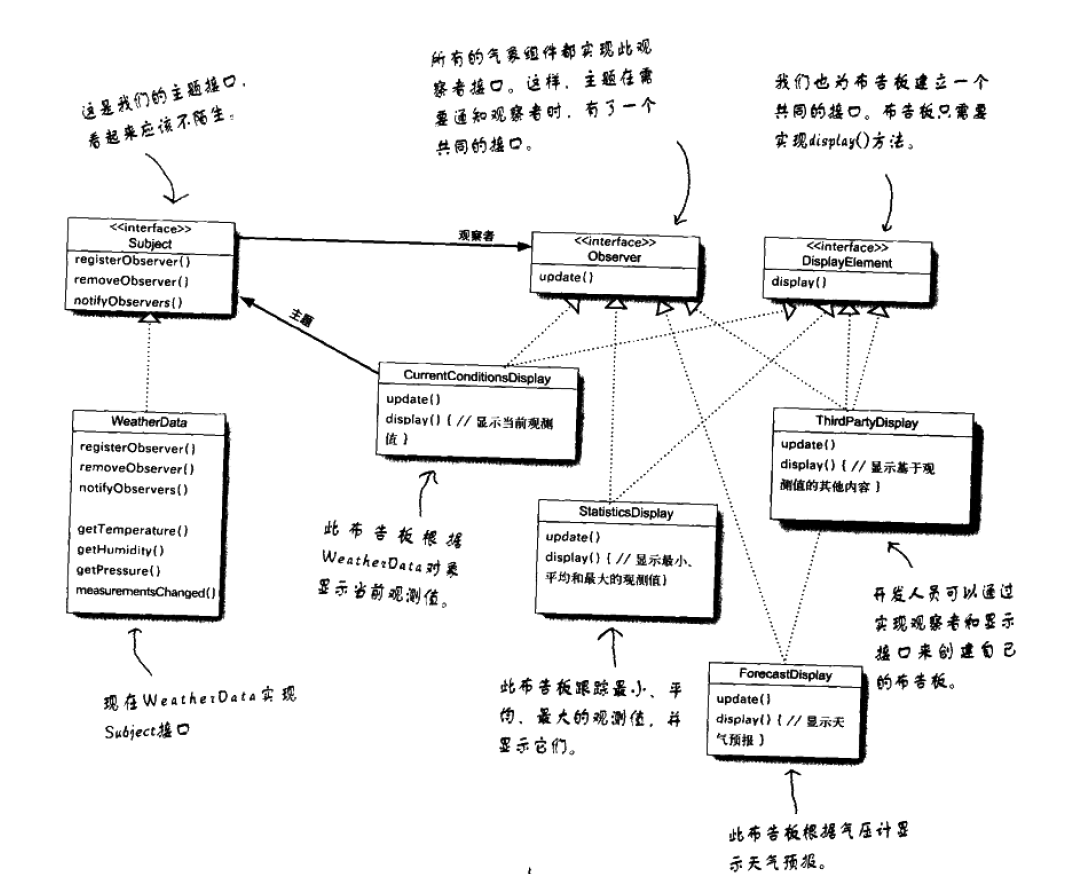 这是我们的主题接口，
看起来应该不陌生。
所有的气象组件都实现此观
察者接口。这样，主题在需
要通知观察者时，有了一个
共同的接口。
我们也为布告板建立一个
共同的接口。布告板只需要
实现display()方法。
<<interface>>
Subject
registerObserver()
removeObserver()
notifyObservers()
观察者
<<interface>>
Observer
update()
<<interface>>
DisplayElement
display()
主题
CurrentConditionsDisplay
update()
display() { // 显示当前观测
值 }
WeatherData
registerObserver()
removeObserver()
notifyObservers()
getTemperature()
getHumidity()
getPressure()
measurementsChanged()
ThirdPartyDisplay
update()
display() { // 显示基于观
测值的其他内容 }
StatisticsDisplay
update()
display() { // 显示最小、
平均和最大的观测值}
此布告板根据
WeatherData对象
显示当前观测值。
开发人员可以通过
实现观察者和显示
接口来创建自己
的布告板。
现在WeatherData实现
Subject接口
此布告板跟踪最小、平
均、最大的观测值，并
显示它们。
ForecastDisplay
update()
display() { // 显示天
气预报 }
此布告板根据气压计显
示天气预报。